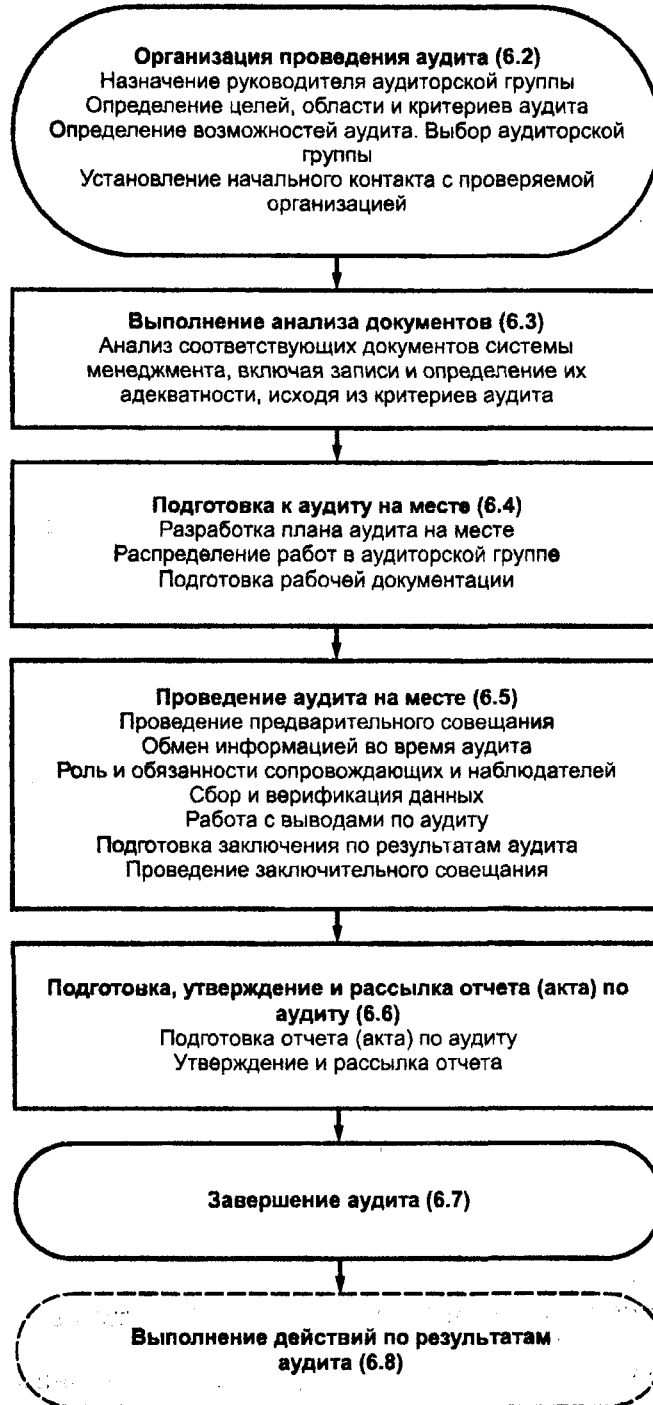 Организация проведения аудита (6.2)
Назначение руководителя аудиторской группы
Определение целей, области и критериев аудита
Определение возможностей аудита. Выбор аудиторской
группы
Установление начального контакта с проверяемой
организацией
Выполнение анализа документов (6.3)
Анализ соответствующих документов системы
менеджмента, включая записи и определение их
адекватности, исходя из критериев аудита
Подготовка к аудиту на месте (6.4)
Разработка плана аудита на месте
Распределение работ в аудиторской группе
Подготовка рабочей документации
Проведение аудита на месте (6.5)
Проведение предварительного совещания
Обмен информацией во время аудита
Роль и обязанности сопровождающих и наблюдателей
Сбор и верификация данных
Работа с выводами по аудиту
Подготовка заключения по результатам аудита
Проведение заключительного совещания
Подготовка, утверждение и рассылка отчета (акта) по
аудиту (6.6)
Подготовка отчета (акта) по аудиту
Утверждение и рассылка отчета
Завершение аудита (6.7)
Выполнение действий по результатам
аудита (6.8)